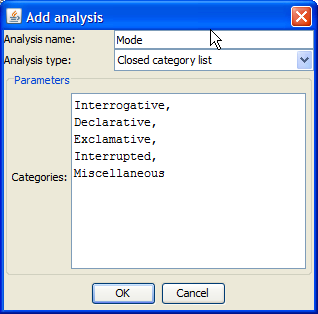 Add analysis
Analysis name: Mode
Analysis type: Closed category list
Parameters
Categories:
Interrogative,
Declarative,
Exclamative,
Interrupted,
Miscellaneous
OK Cancel